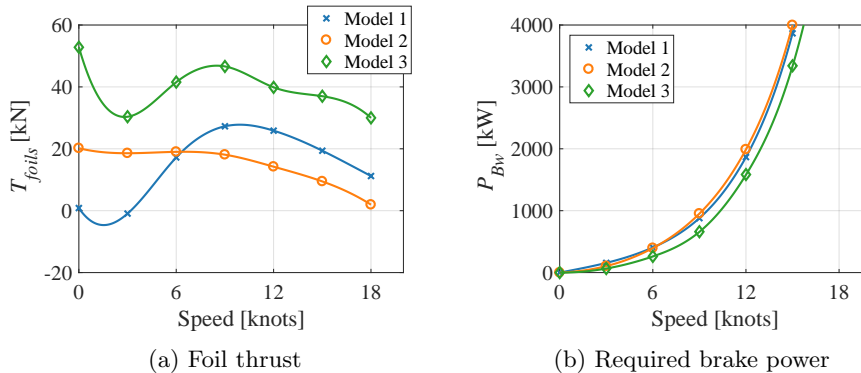 60
40
20
0
-20
T_foils [kN]
0 6 12 18
Speed [knots]
Model 1
Model 2
Model 3
(a) Foil thrust
4000
3000
2000
1000
0
P_Bw [kW]
0 6 12 18
Speed [knots]
Model 1
Model 2
Model 3
(b) Required brake power